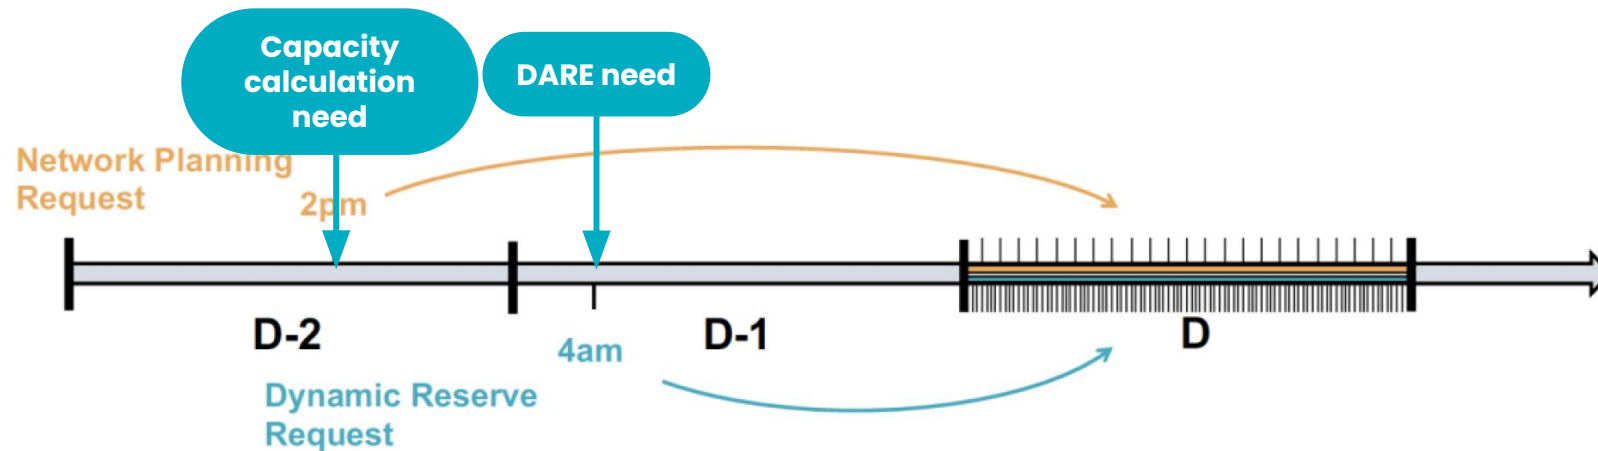 Capacity
calculation
need
DARE need
Network Planning
Request
2pm
D-2
D-1
D
4am
Dynamic Reserve
Request